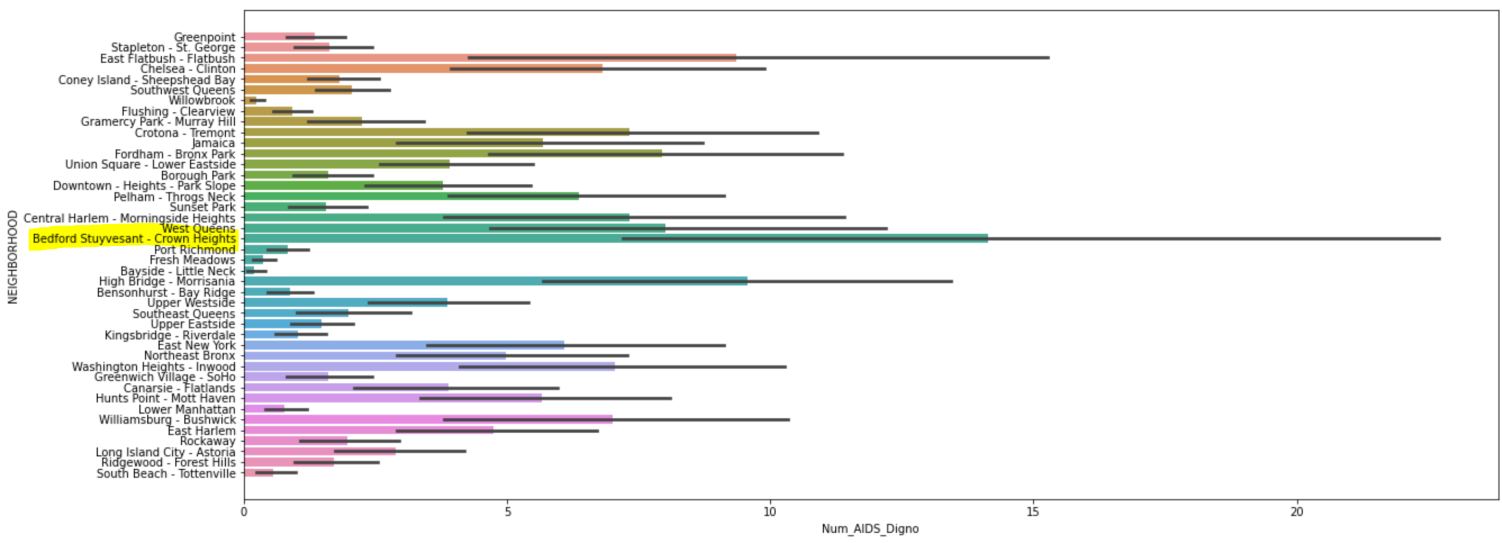 Greenpoint
Stapleton - St. George
East Flatbush - Flatbush
Chelsea - Clinton
Coney Island - Sheepshead Bay
Southwest Queens
Willowbrook
Flushing - Clearview
Gramercy Park - Murray Hill
Crotona - Tremont
Jamaica
Fordham - Bronx Park
Union Square - Lower Eastside
Borough Park
Downtown - Heights - Park Slope
Pelham - Throgs Neck
Sunset Park
Central Harlem - Morningside Heights
West Queens
Bedford Stuyvesant - Crown Heights
Port Richmond
Fresh Meadows
Bayside - Little Neck
High Bridge - Morrisania
Bensonhurst - Bay Ridge
Upper Westside
Southeast Queens
Upper Eastside
Kingsbridge - Riverdale
East New York
Northeast Bronx
Washington Heights - Inwood
Greenwich Village - SoHo
Canarsie - Flatlands
Hunts Point - Mott Haven
Lower Manhattan
Williamsburg - Bushwick
East Harlem
Rockaway
Long Island City - Astoria
Ridgewood - Forest Hills
South Beach - Tottenville
NEIGHBORHOOD
0 5 10 15 20
Num_AIDS_Digno